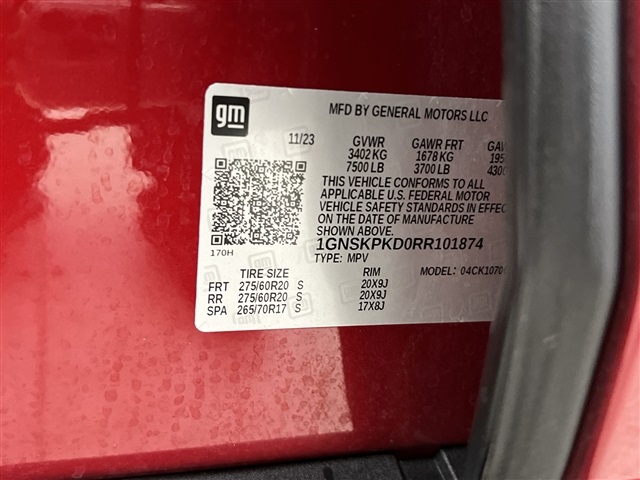 gm
MFD BY GENERAL MOTORS LLC
11/23 GVWR GAWR FRT
3402 KG 1678 KG
7500 LB 3700 LB
THIS VEHICLE CONFORMS TO ALL
APPLICABLE U.S. FEDERAL MOTOR
VEHICLE SAFETY STANDARDS IN
ON THE DATE OF MANUFACTURE
SHOWN ABOVE.
170H
1GNSKPKD0RR101874
TYPE: MPV
TIRE SIZE RIM MODEL:
FRT 275/60R20 S 20X9J
RR 275/60R20 S 20X9J
SPA 265/70R17 S 17X8J